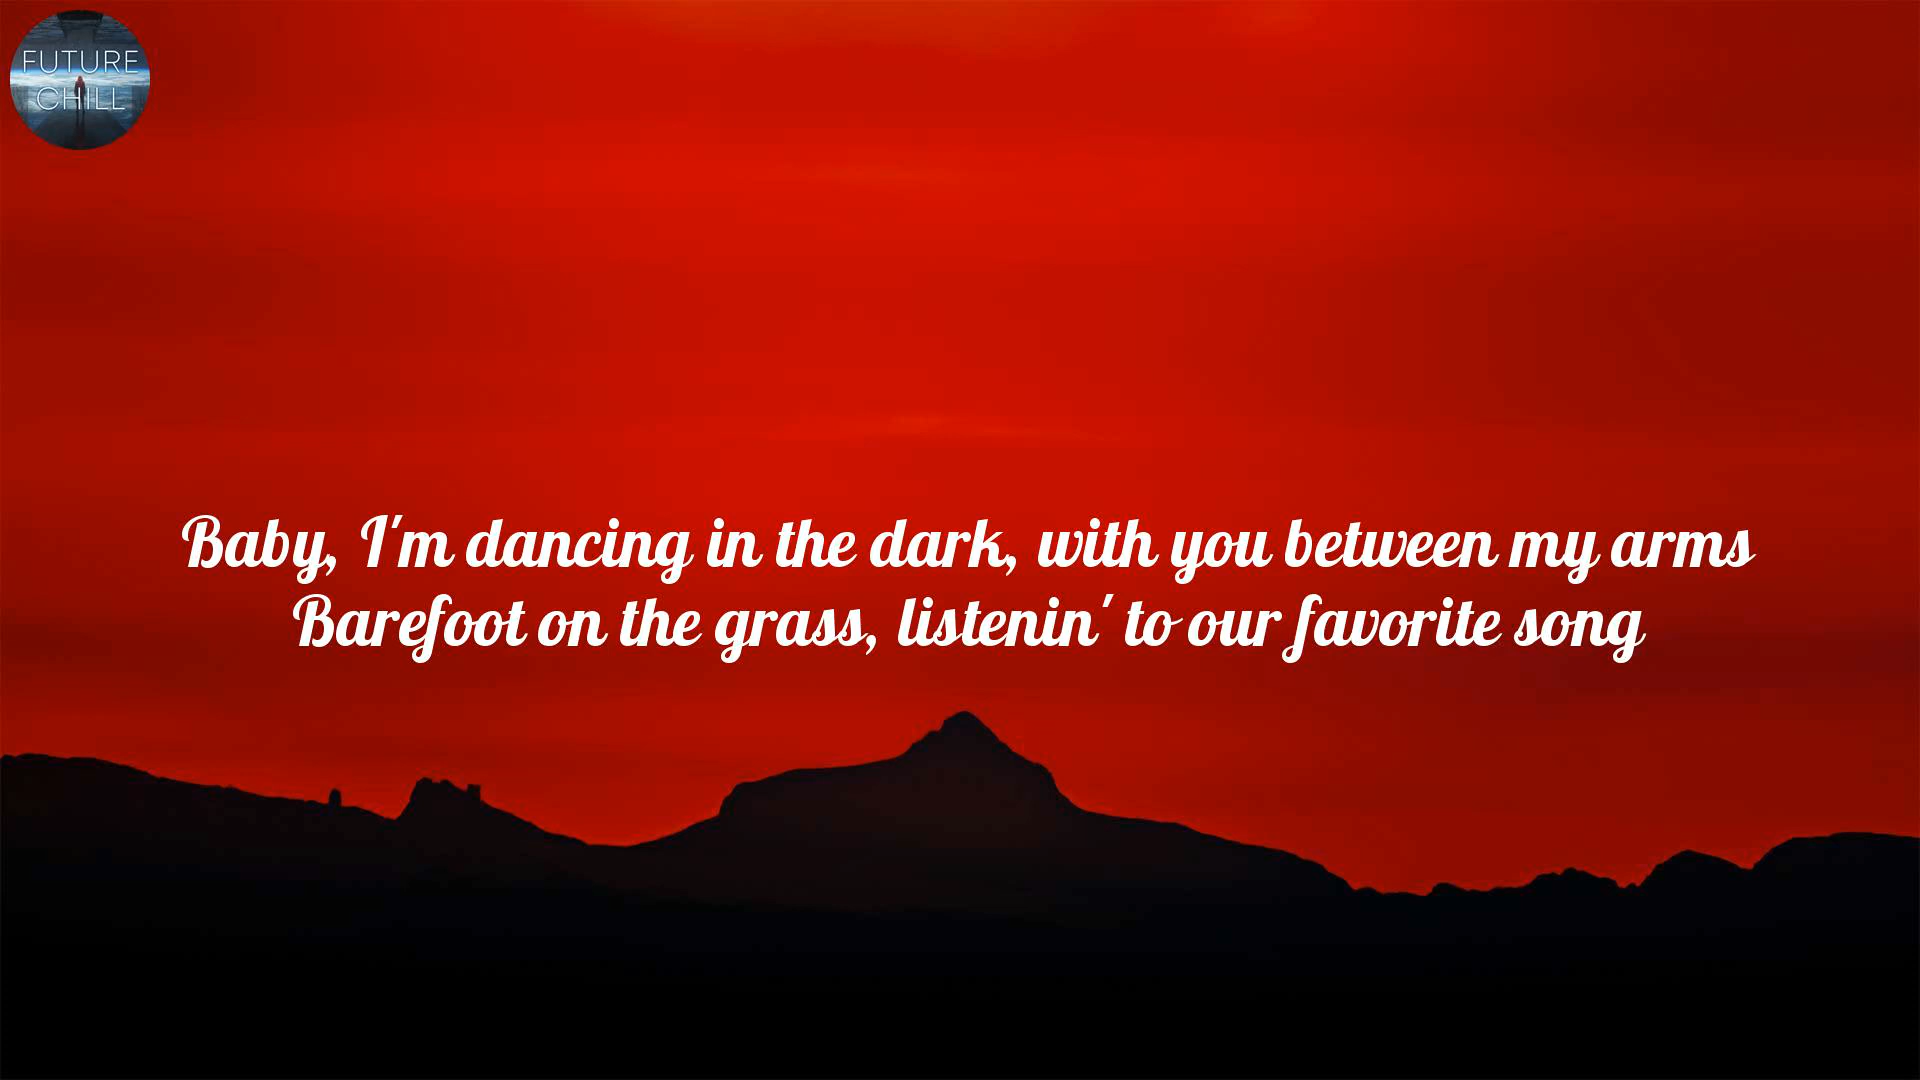 FUTURE
CHILL
Baby, I'm dancing in the dark, with you between my arms
Barefoot on the grass, listenin' to our favorite song